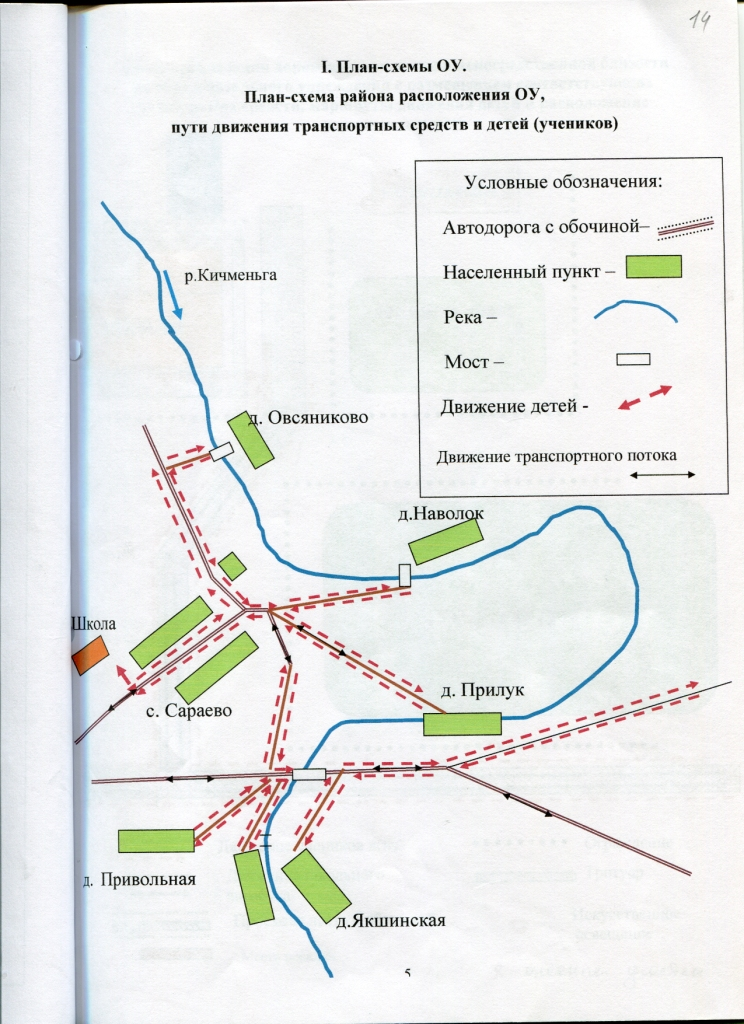 14
I. План-схемы ОУ.
План-схема района расположения ОУ,
пути движения транспортных средств и детей (учеников)
Условные обозначения:
Автодорога с обочиной–
Населенный пункт –
Река –
Мост –
Движение детей -
Движение транспортного потока
р.Кичменьга
д. Овсяниково
д.Наволок
Школа
с. Сараево
д. Прилук
д. Привольная
д.Якшинская
5